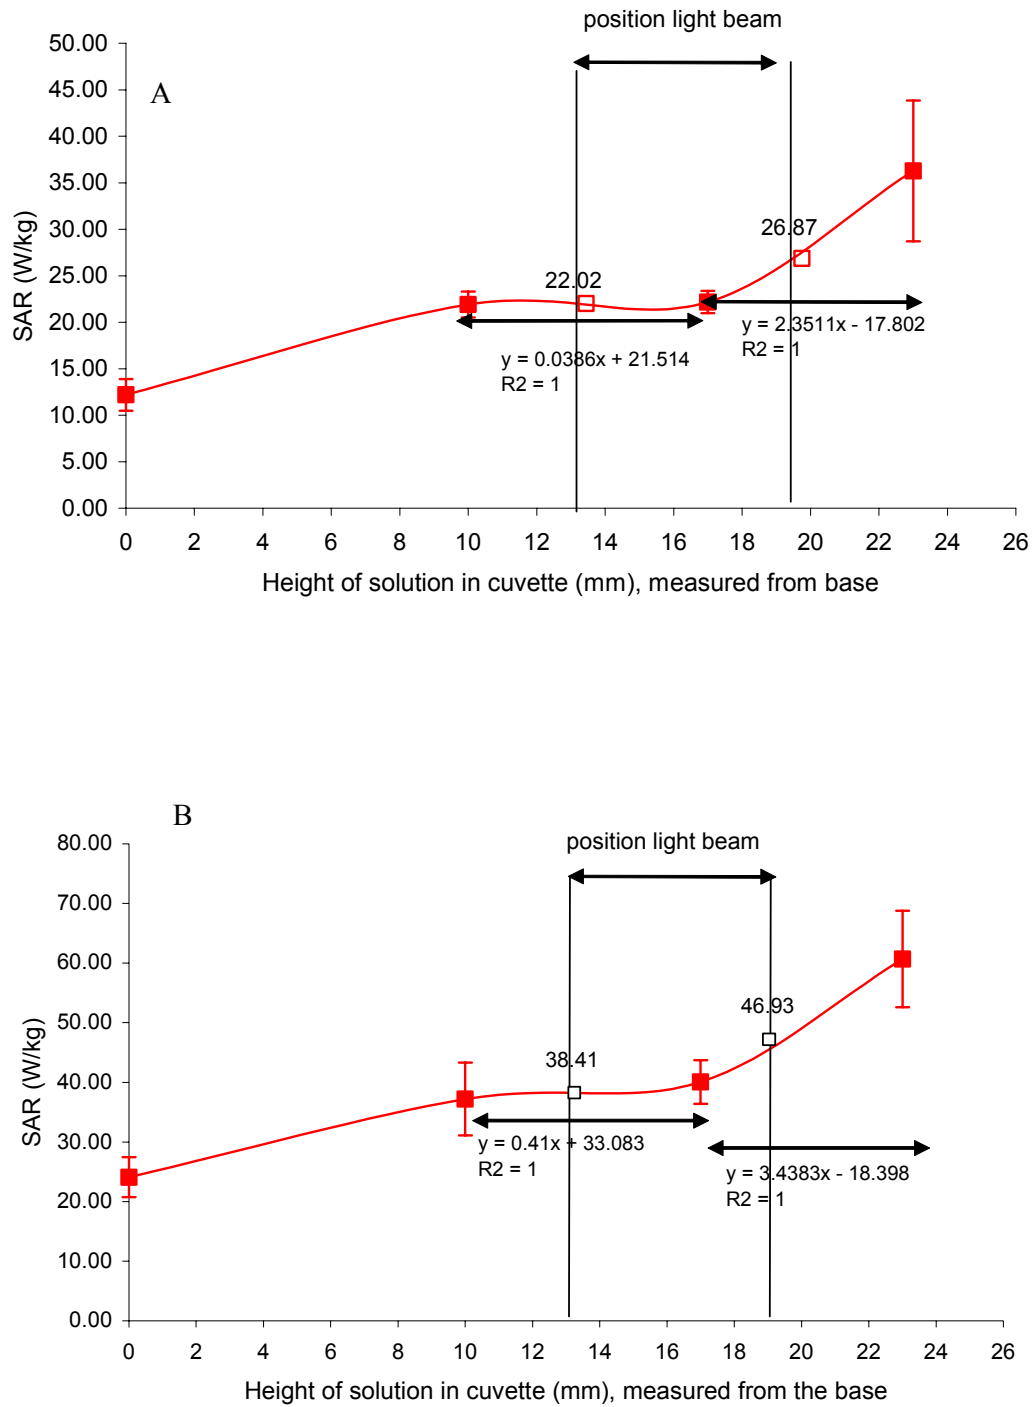 position light beam
50.00
A
45.00
40.00
35.00
30.00
26.87
25.00
22.02
20.00
y = 2.3511x - 17.802
R2 = 1
y = 0.0386x + 21.514
R2 = 1
15.00
10.00
5.00
0.00
SAR (W/kg)
0 2 4 6 8 10 12 14 16 18 20 22 24 26
Height of solution in cuvette (mm), measured from base
B
80.00
position light beam
70.00
60.00
50.00
46.93
40.00
38.41
30.00
y = 0.41x + 33.083
R2 = 1
y = 3.4383x - 18.398
R2 = 1
20.00
10.00
0.00
SAR (W/kg)
0 2 4 6 8 10 12 14 16 18 20 22 24 26
Height of solution in cuvette (mm), measured from the base